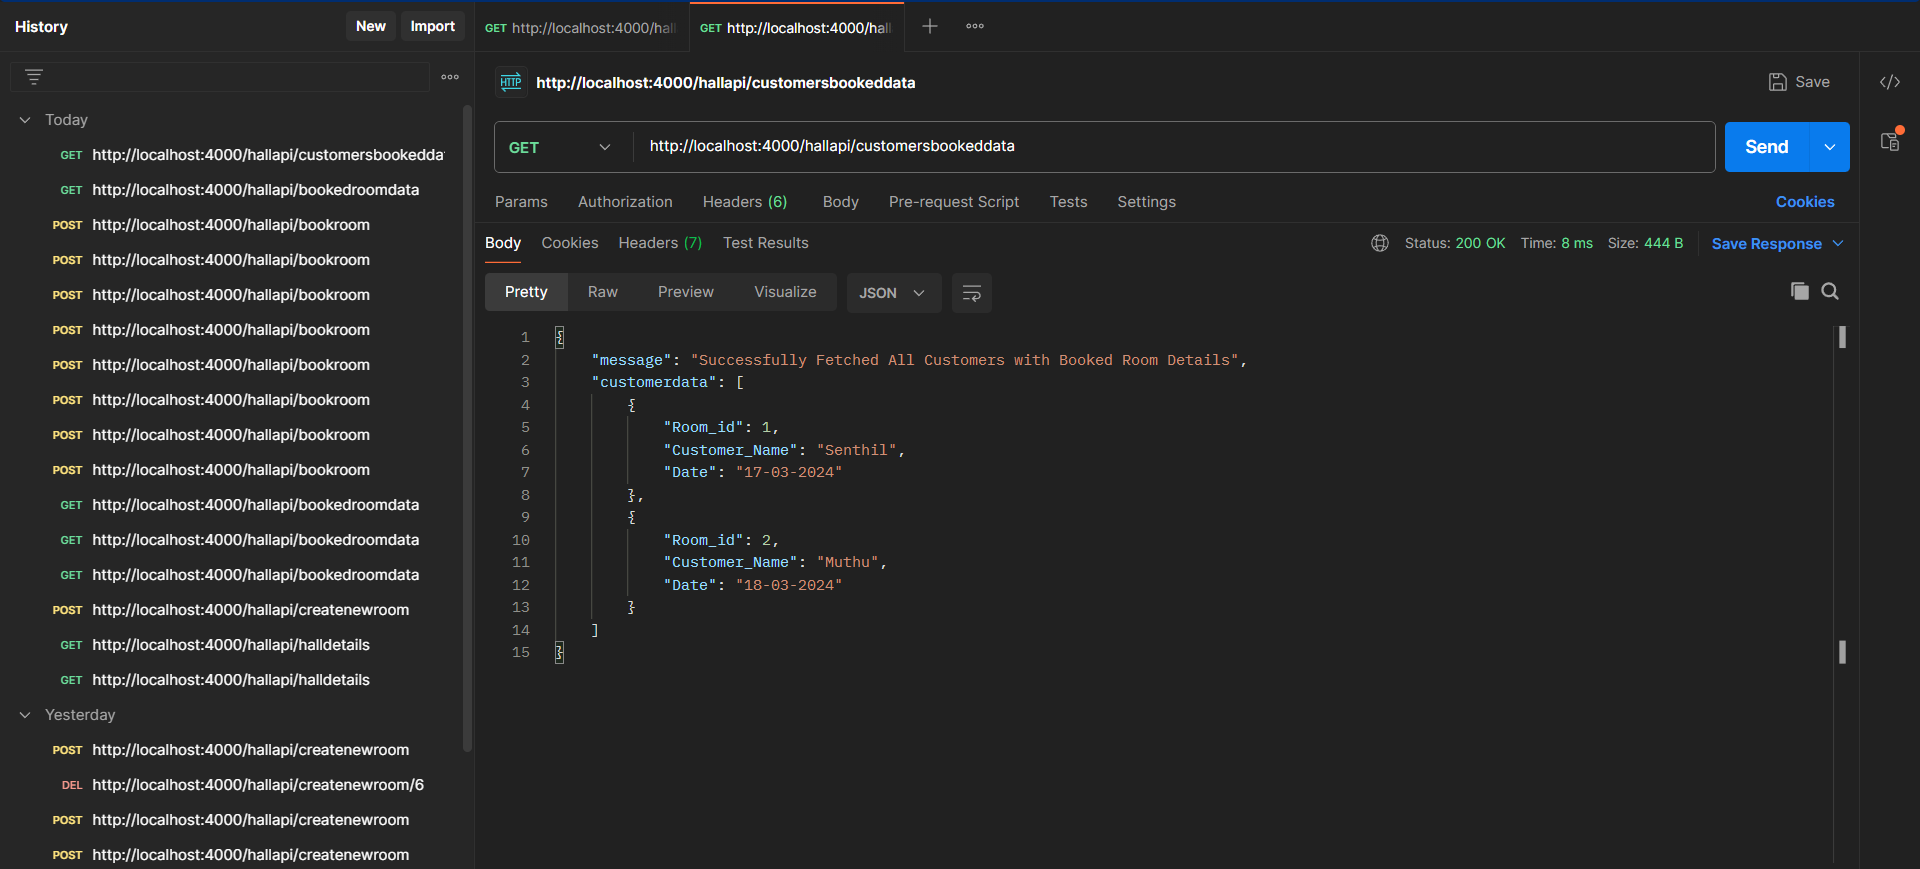 History
New
Import
Today
GET http://localhost:4000/hallapi/customersbookedda
GET http://localhost:4000/hallapi/bookedroomdata
POST http://localhost:4000/hallapi/bookroom
POST http://localhost:4000/hallapi/bookroom
POST http://localhost:4000/hallapi/bookroom
POST http://localhost:4000/hallapi/bookroom
POST http://localhost:4000/hallapi/bookroom
POST http://localhost:4000/hallapi/bookroom
POST http://localhost:4000/hallapi/bookroom
POST http://localhost:4000/hallapi/bookroom
GET http://localhost:4000/hallapi/bookedroomdata
GET http://localhost:4000/hallapi/bookedroomdata
GET http://localhost:4000/hallapi/bookedroomdata
POST http://localhost:4000/hallapi/createnewroom
GET http://localhost:4000/hallapi/halldetails
GET http://localhost:4000/hallapi/halldetails
Yesterday
POST http://localhost:4000/hallapi/createnewroom
DEL http://localhost:4000/hallapi/createnewroom/6
POST http://localhost:4000/hallapi/createnewroom
POST http://localhost:4000/hallapi/createnewroom
GET http://localhost:4000/hal
GET http://localhost:4000/hal
HTTP http://localhost:4000/hallapi/customersbookeddata
Save
GET http://localhost:4000/hallapi/customersbookeddata
Send
Params Authorization Headers (6) Body Pre-request Script Tests Settings
Cookies
Body Cookies Headers (7) Test Results
Status: 200 OK Time: 8 ms Size: 444 B
Save Response
Pretty Raw Preview Visualize
JSON
1 {
2 "message": "Successfully Fetched All Customers with Booked Room Details",
3 "customerdata": [
4 {
5 "Room_id": 1,
6 "Customer_Name": "Senthil",
7 "Date": "17-03-2024"
8 },
9 {
10 "Room_id": 2,
11 "Customer_Name": "Muthu",
12 "Date": "18-03-2024"
13 }
14 ]
15 }